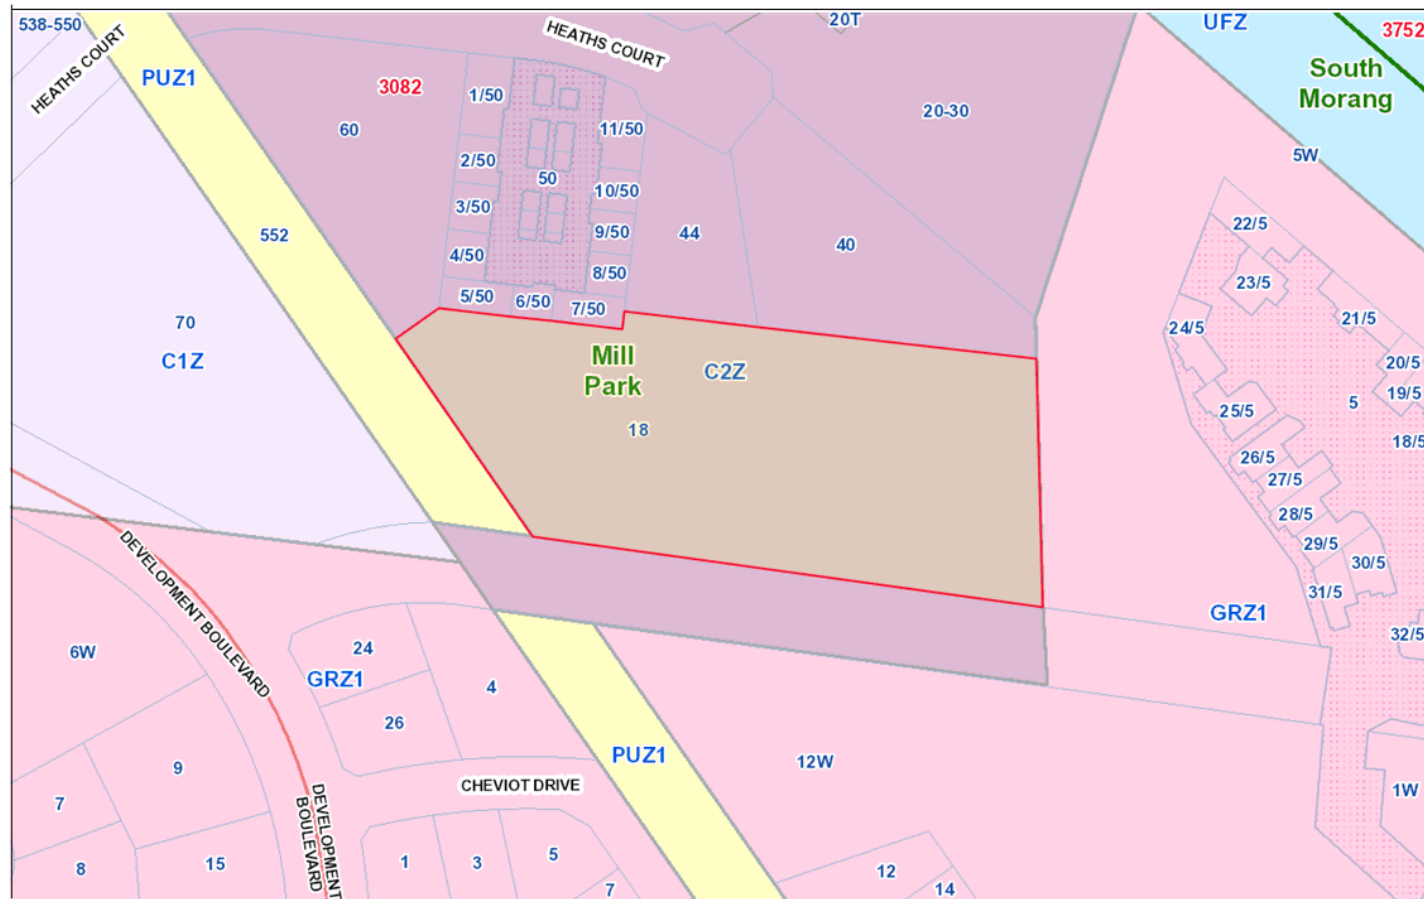 538-550
20T
UFZ
3752
HEATHS COURT
HEATHS COURT
PUZ1
3082
1/50
South
Morang
60
11/50
20-30
2/50
5W
50
10/50
3/50
22/5
552
9/50
44
40
4/50
8/50
23/5
5/50
6/50
7/50
21/5
24/5
70
C1Z
Mill
Park
C2Z
20/5
19/5
5
25/5
18
18/5
26/5
27/5
28/5
29/5
30/5
31/5
DEVELOPMENT BOULEVARD
GRZ1
32/5
24
6W
GRZ1
4
26
PUZ1
12W
9
CHEVIOT DRIVE
1W
7
DEVELOPMENT
BOULEVARD
8
15
1
3
5
7
12
14